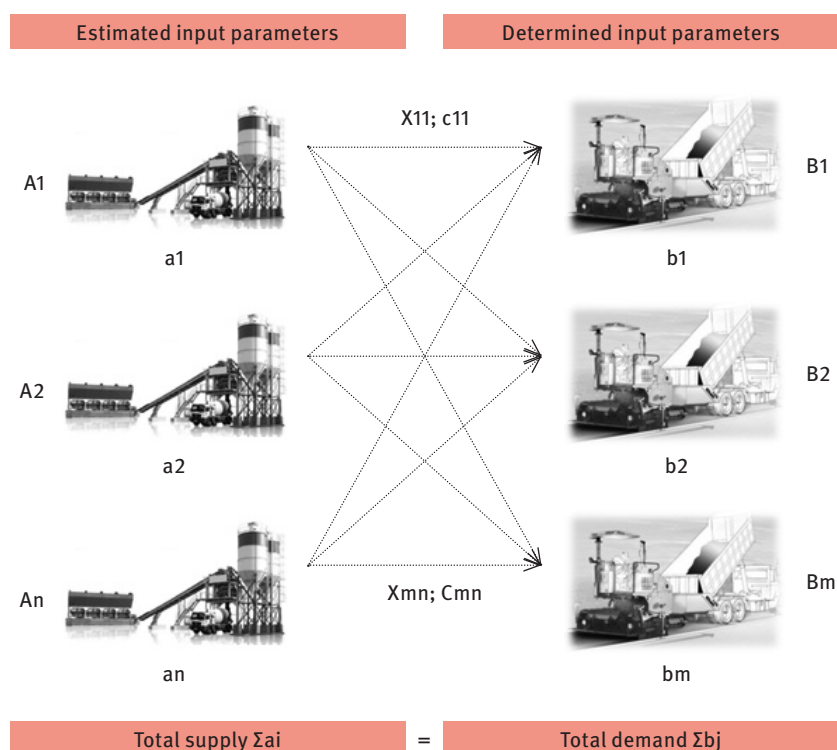 Estimated input parameters
Determined input parameters
X11; c11
A1
B1
a1
b1
A2
B2
a2
b2
An
Xmn; Cmn
Bm
an
bm
Total supply Σai
=
Total demand Σbj